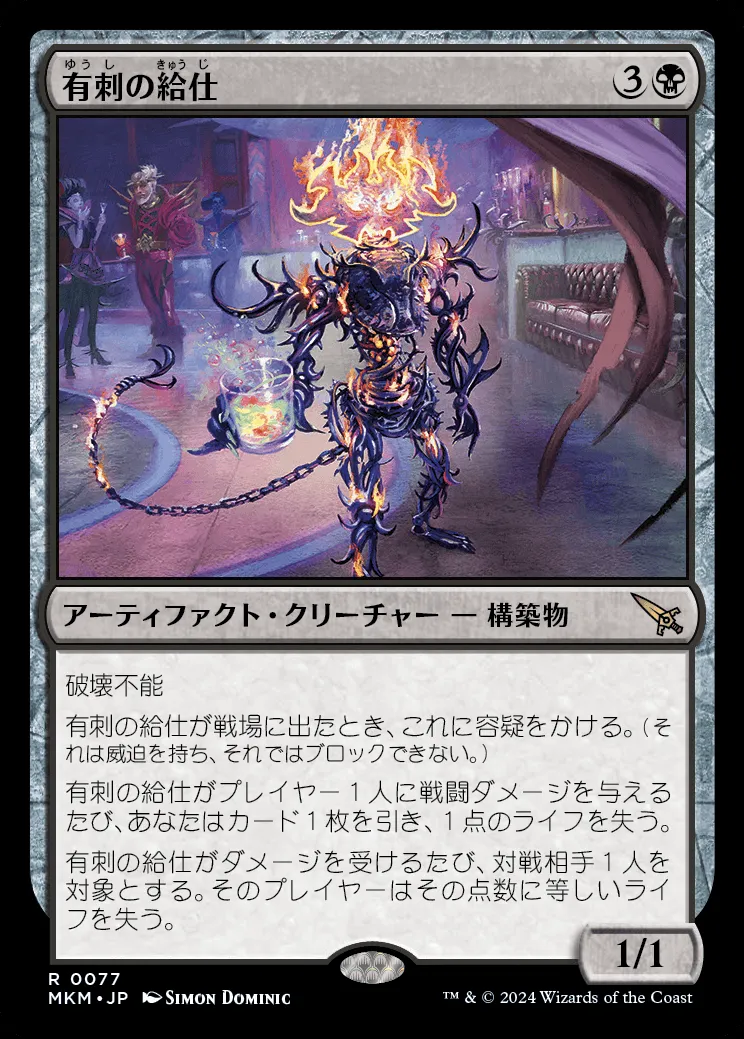 ゆうし きゅうじ
有刺の給仕 3
アーティファクト・クリーチャー — 構築物
破壊不能
有刺の給仕が戦場に出たとき、これに容疑をかける。（そ
れは威迫を持ち、それではブロックできない。）
有刺の給仕がプレイヤー１人に戦闘ダメージを与える
たび、あなたはカード１枚を引き、１点のライフを失う。
有刺の給仕がダメージを受けるたび、対戦相手１人を
対象とする。そのプレイヤーはその点数に等しいライ
フを失う。
1/1
R 0077
MKM • JP SIMON DOMINIC
™ & © 2024 Wizards of the Coast